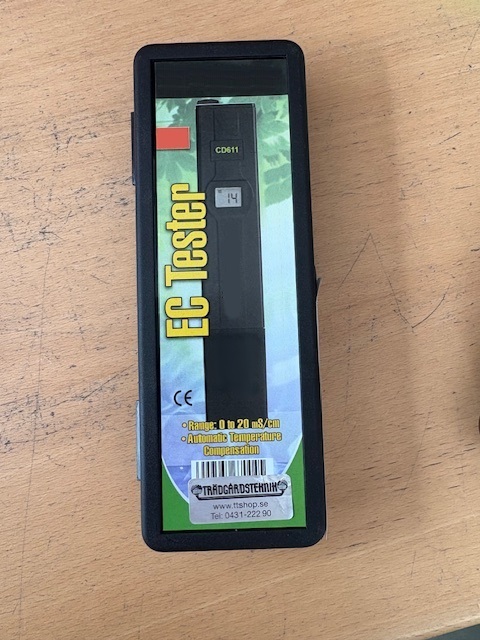 CD611
14
EC Tester
CE
• Range: 0 to 20 mS/cm
• Automatic Temperature
Compensation
TRÄDGÅRDSTEKNIK
www.ttshop.se
Tel: 0431-222 90